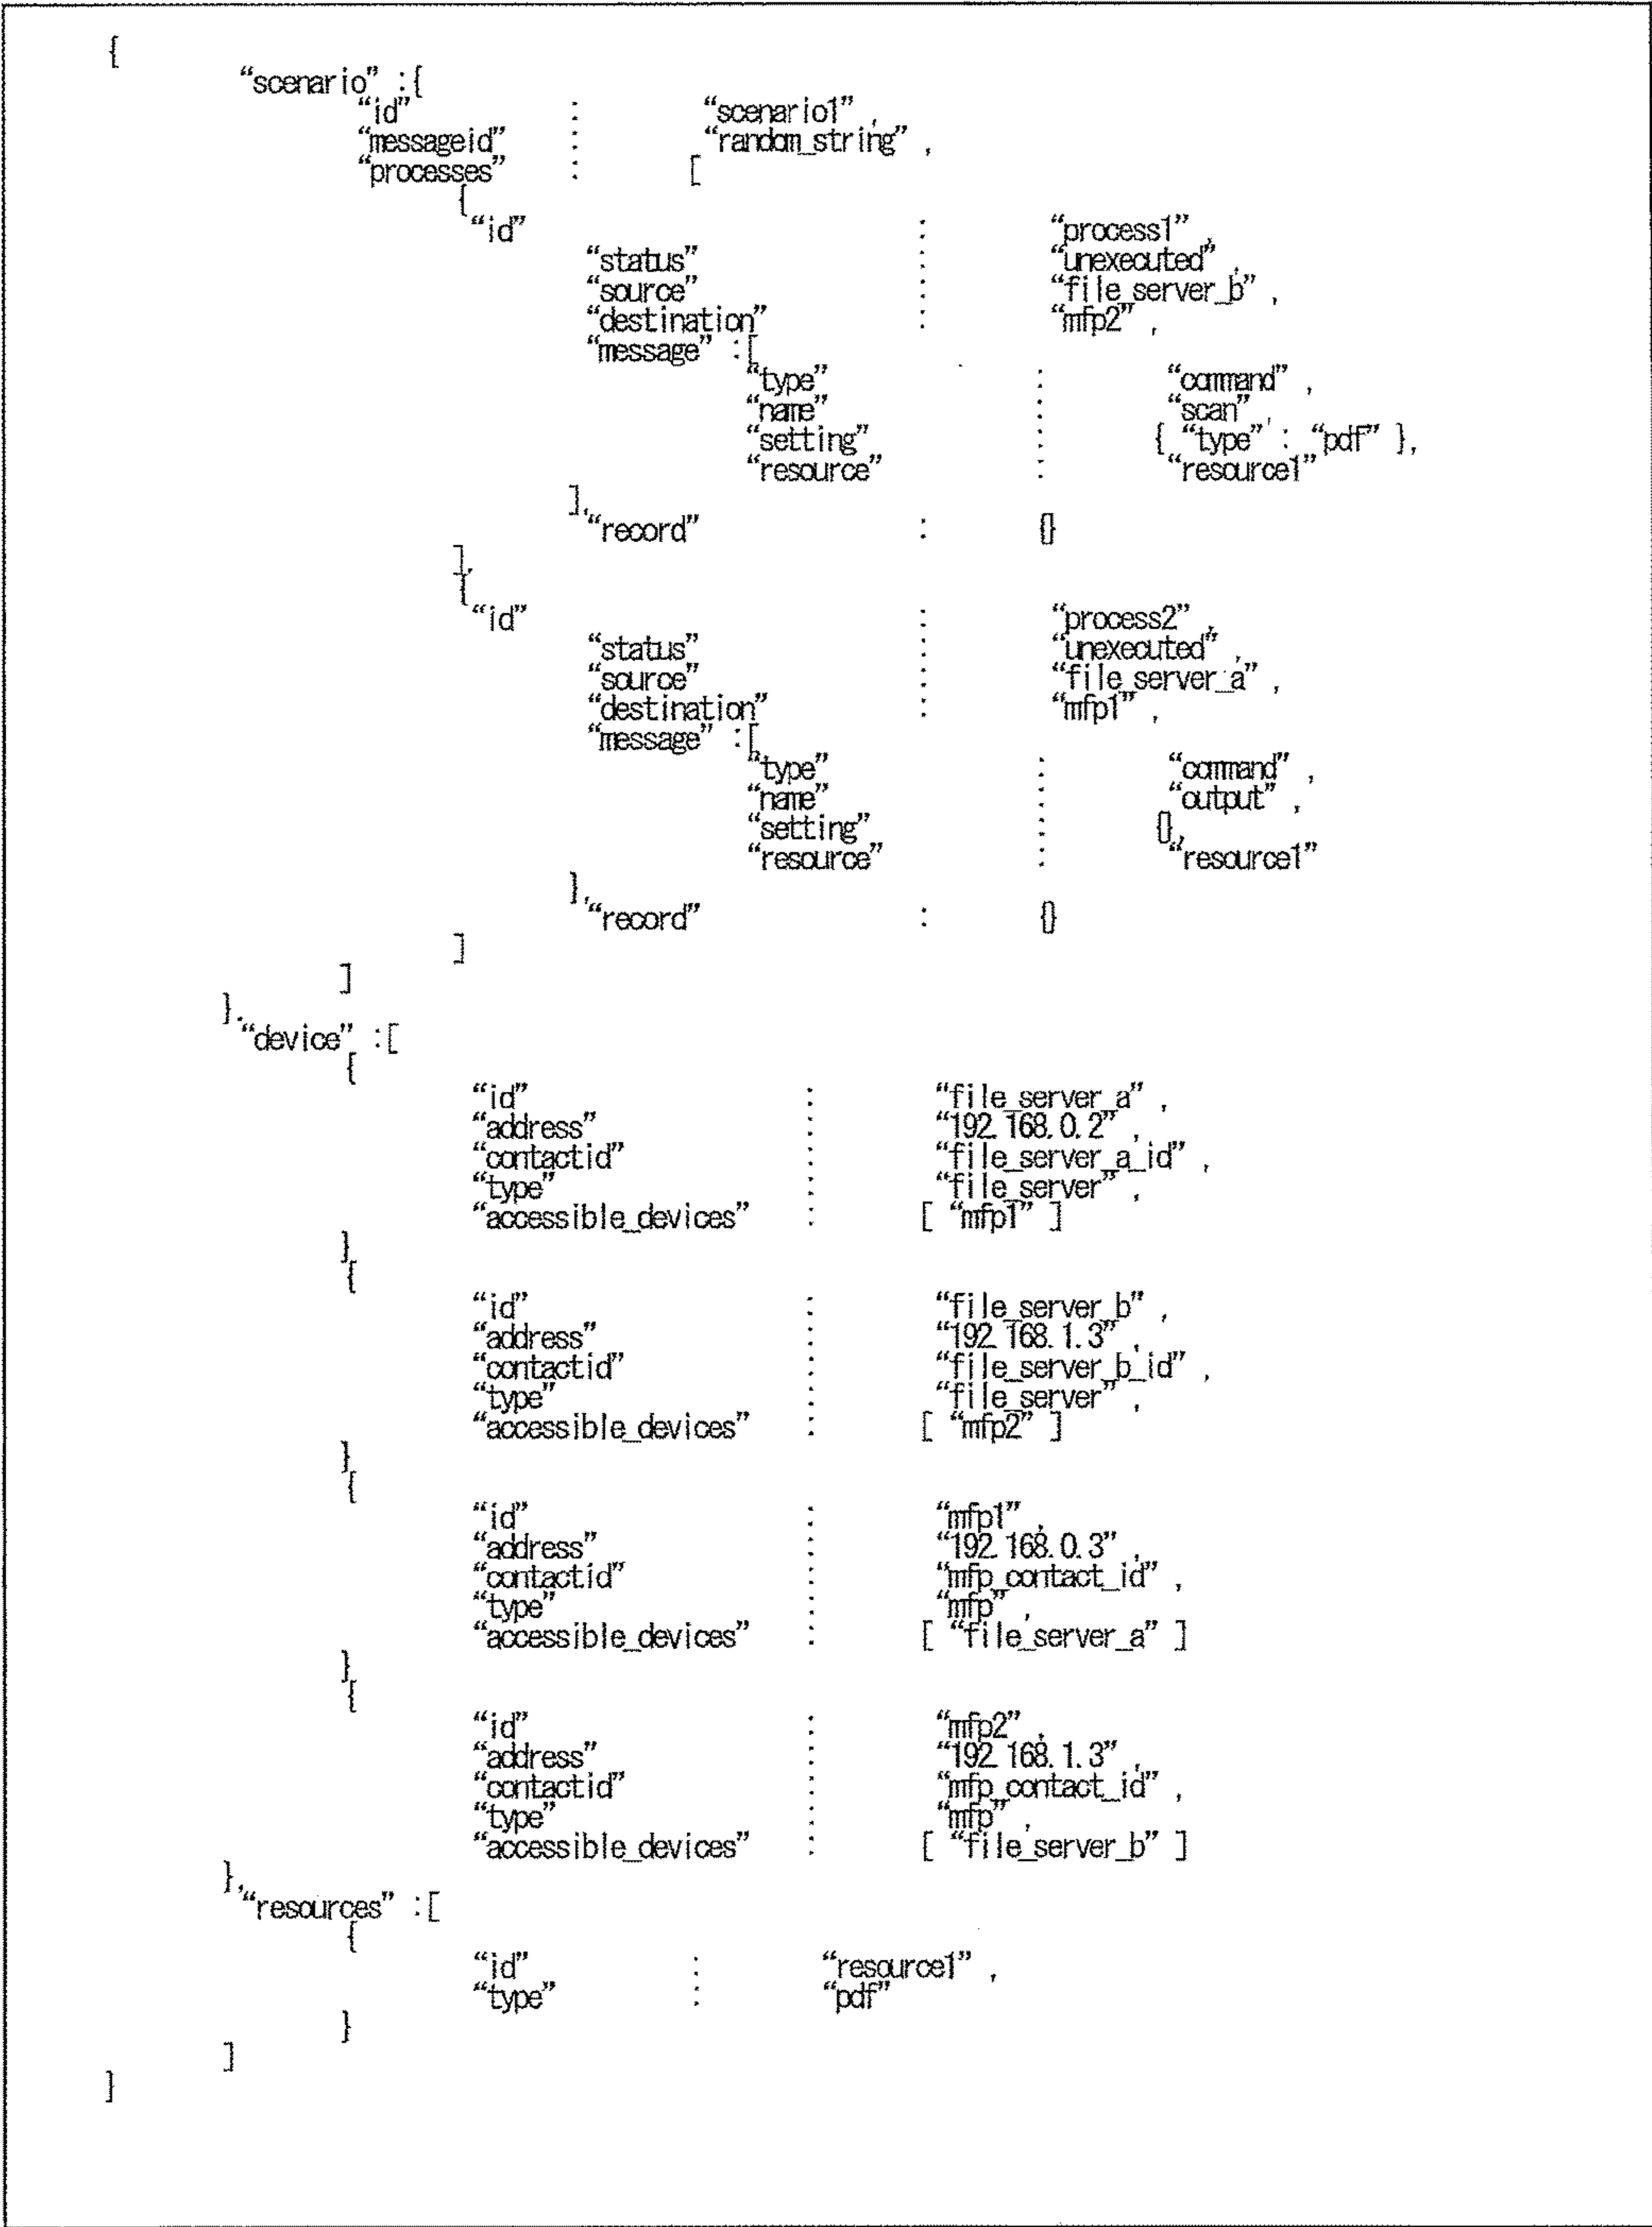 {
“scenario” :{
“id” : “scenario1” ,
“messageid” : “random_string” ,
“processes” : [
{
“id” : “process1” ,
“status” : “unexecuted” ,
“source” : “file_server_b” ,
“destination” : “mfp2” ,
“message” :[
“type” : “command” ,
“name” : “scan” ,
“setting” : { “type” : “pdf” },
“resource” : “resource1”
],
“record” : {}
],
{
“id” : “process2” ,
“status” : “unexecuted” ,
“source” : “file_server_a” ,
“destination” : “mfp1” ,
“message” :[
“type” : “command” ,
“name” : “output” ,
“setting” : {},
“resource” : “resource1”
},
“record” : {}
]
]
},
“device” :[
{
“id” : “file_server_a” ,
“address” : “192.168.0.2” ,
“contactid” : “file_server_a_id” ,
“type” : “file_server” ,
“accessible_devices” : [ “mfp1” ]
}
{
“id” : “file_server_b” ,
“address” : “192.168.1.3” ,
“contactid” : “file_server_b_id” ,
“type” : “file_server” ,
“accessible_devices” : [ “mfp2” ]
}
{
“id” : “mfp1” ,
“address” : “192.168.0.3” ,
“contactid” : “mfp_contact_id” ,
“type” : “mfp” ,
“accessible_devices” : [ “file_server_a” ]
}
{
“id” : “mfp2” ,
“address” : “192.168.1.3” ,
“contactid” : “mfp_contact_id” ,
“type” : “mfp” ,
“accessible_devices” : [ “file_server_b” ]
},
“resources” :[
{
“id” : “resource1” ,
“type” : “pdf”
}
]
}